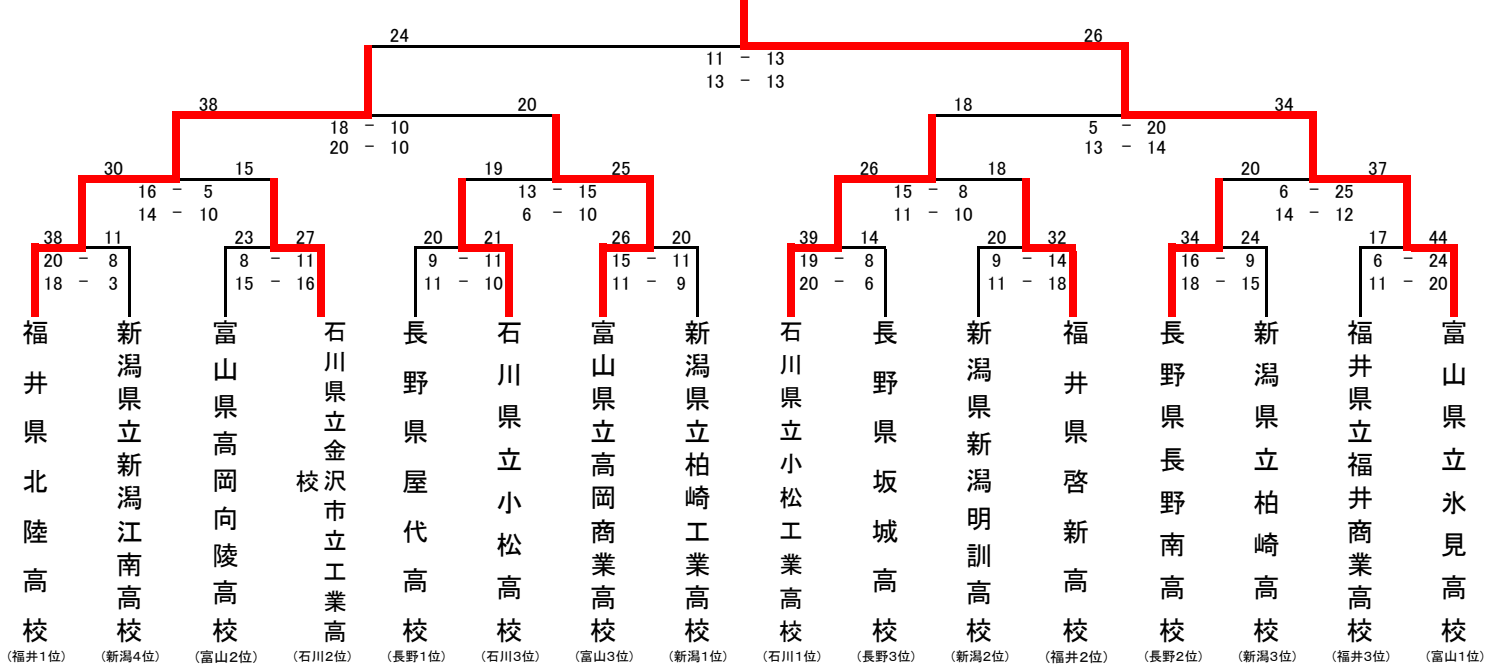 24 26
11 - 13
13 - 13
38 20 18 34
18 - 10 5 - 20
20 - 10 13 - 14
30 15 19 25 26 18 20 37
16 - 5 13 - 15 15 - 8 6 - 25
14 - 10 6 - 10 11 - 10 14 - 12
38 11 23 27 20 21 26 20 39 14 20 32 34 24 17 44
20 - 8 8 - 11 9 - 11 15 - 11 19 - 8 9 - 14 16 - 9 6 - 24
18 - 3 15 - 16 11 - 10 11 - 9 20 - 6 11 - 18 18 - 15 11 - 20
福井県北陸高校
新潟県立新潟江南高校
富山県高岡向陵高校
石川県立金沢市立工業高
校
長野県屋代高校
石川県立小松高校
富山県立高岡商業高校
新潟県立柏崎工業高校
石川県立小松工業高校
長野県坂城高校
新潟県新潟明訓高校
福井県啓新高校
長野県長野南高校
新潟県立柏崎高校
福井県立福井商業高校
富山県立氷見高校
(福井1位) (新潟4位) (富山2位) (石川2位) (長野1位) (石川3位) (富山3位) (新潟1位) (石川1位) (長野3位) (新潟2位) (福井2位) (長野2位) (新潟3位) (福井3位) (富山1位)